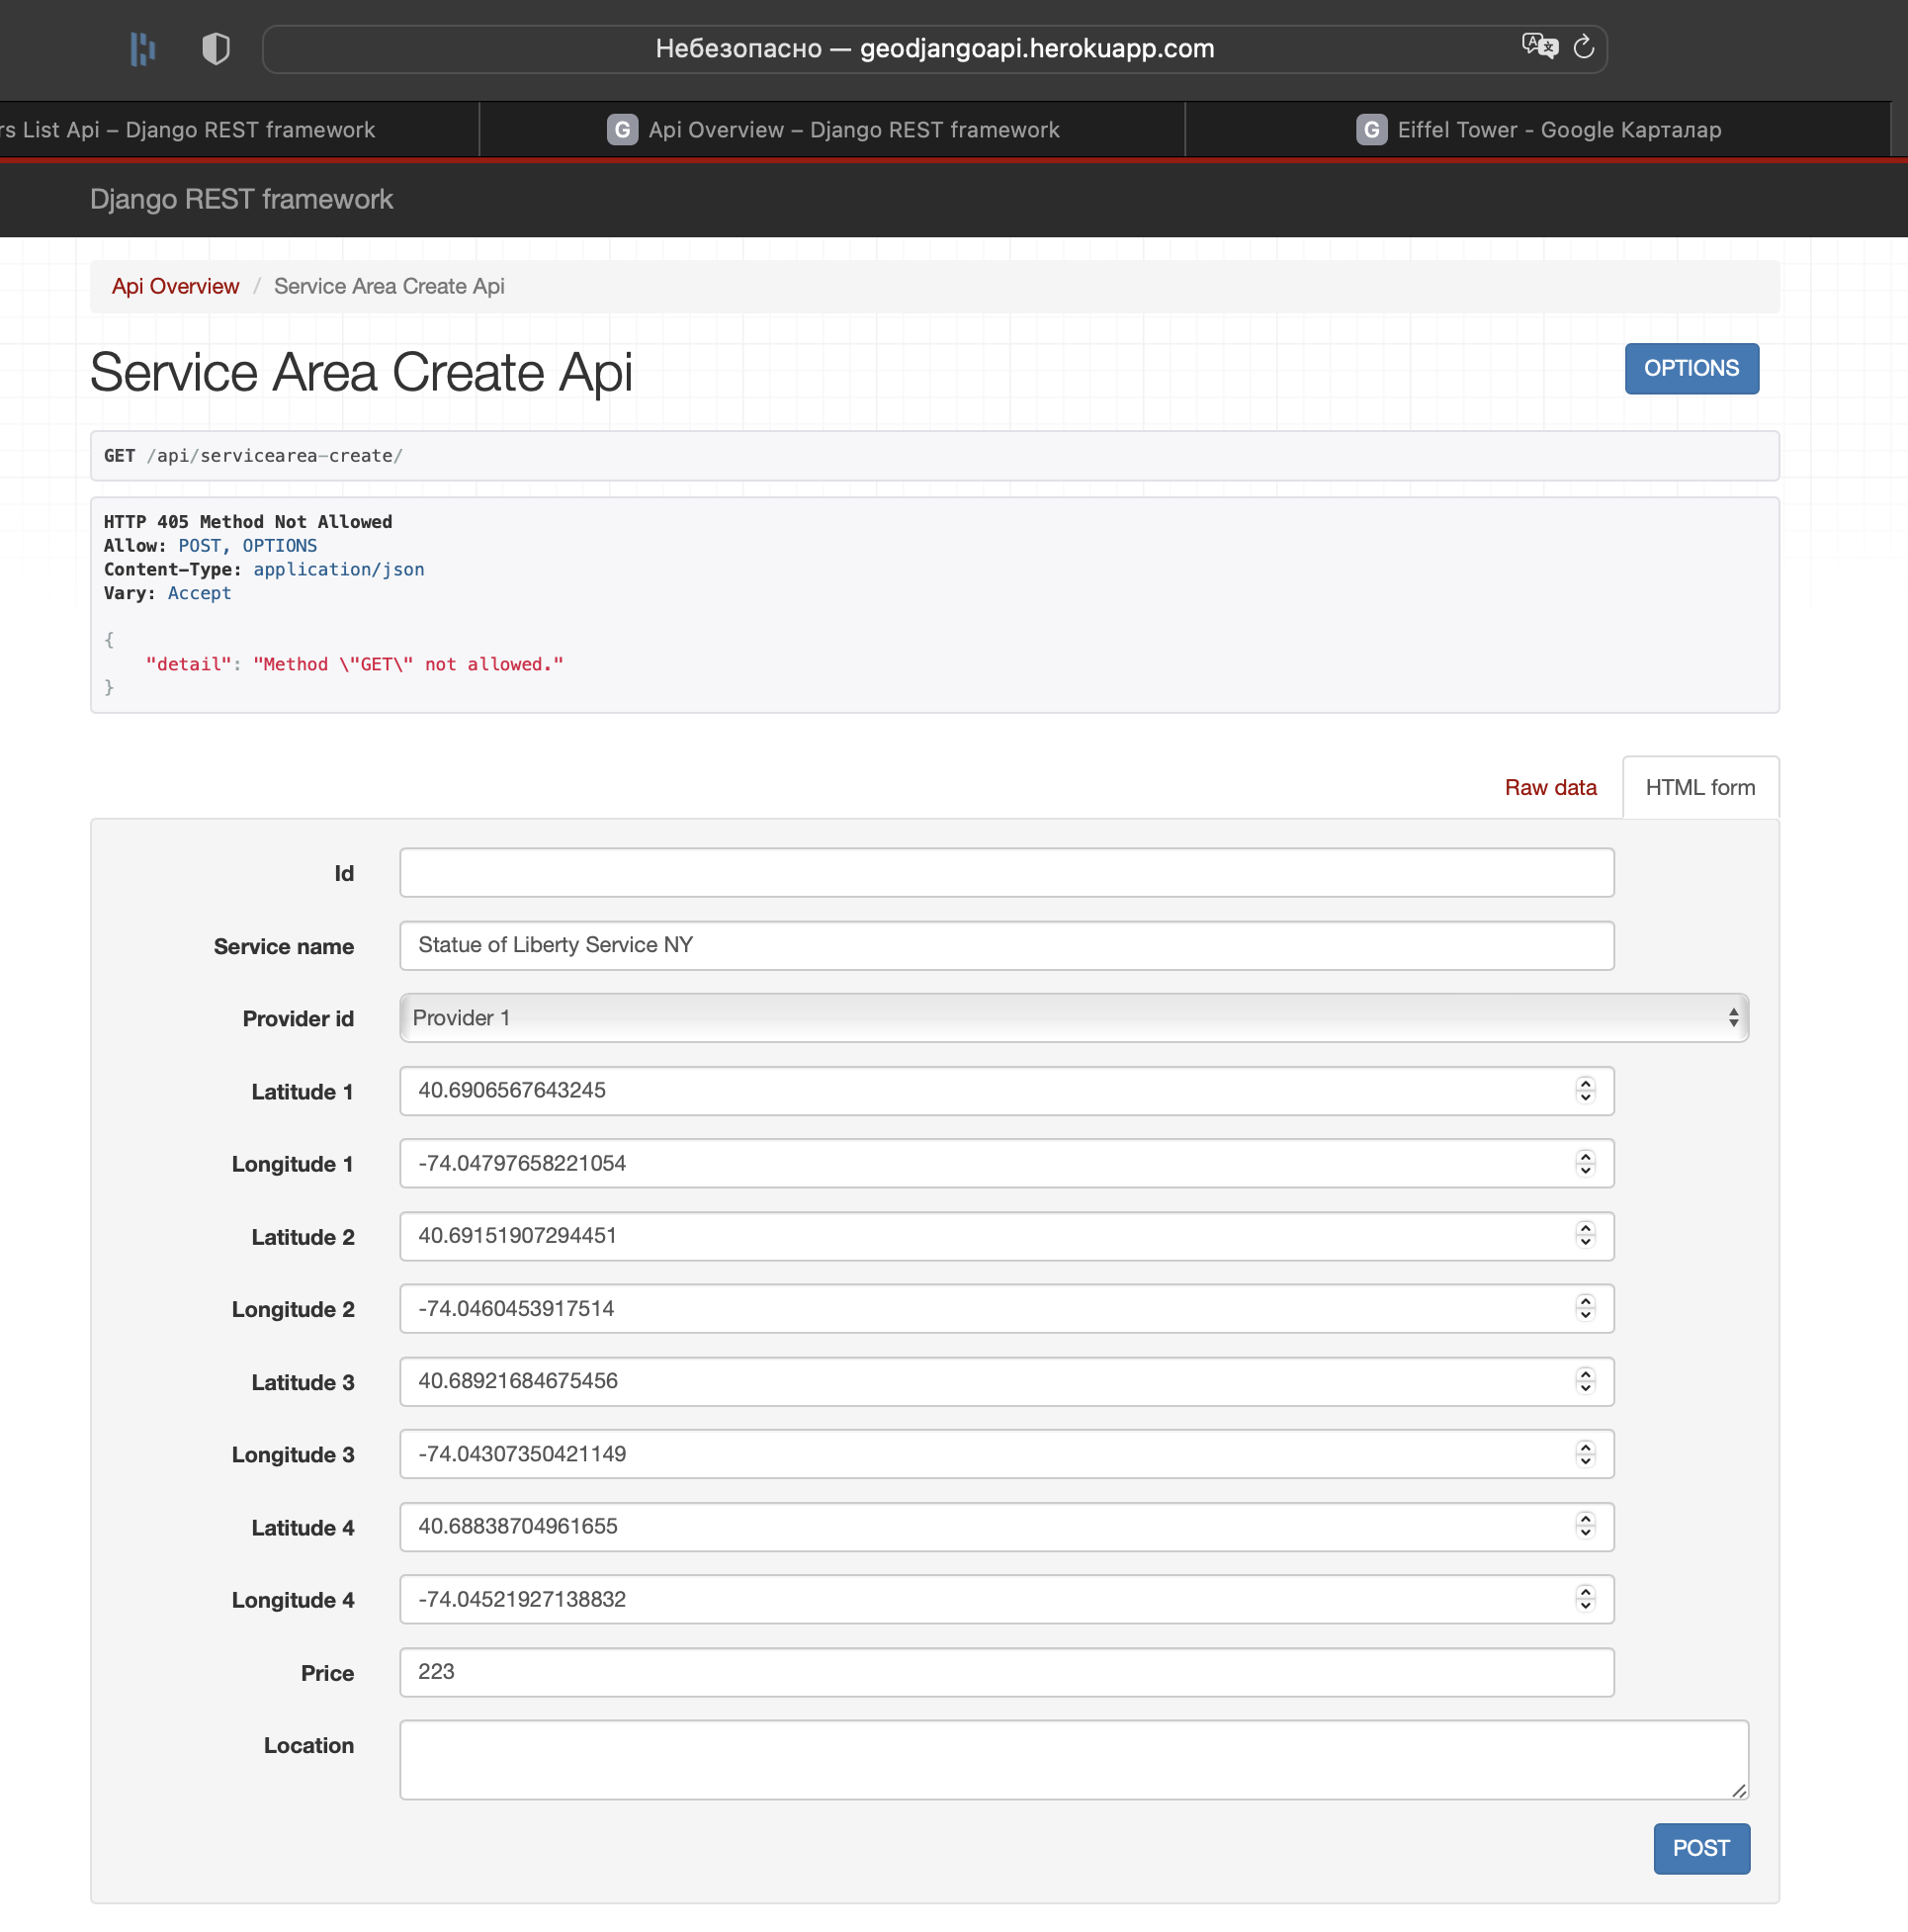 Небезопасно — geodjangoapi.herokuapp.com
rs List Api – Django REST framework
G Api Overview – Django REST framework
G Eiffel Tower - Google Карталар
Django REST framework
Api Overview / Service Area Create Api
Service Area Create Api
OPTIONS
GET /api/servicearea-create/
HTTP 405 Method Not Allowed
Allow: POST, OPTIONS
Content-Type: application/json
Vary: Accept
{
"detail": "Method \"GET\" not allowed."
}
Raw data
HTML form
Id
Service name Statue of Liberty Service NY
Provider id Provider 1
Latitude 1 40.6906567643245
Longitude 1 -74.04797658221054
Latitude 2 40.69151907294451
Longitude 2 -74.0460453917514
Latitude 3 40.68921684675456
Longitude 3 -74.04307350421149
Latitude 4 40.68838704961655
Longitude 4 -74.04521927138832
Price 223
Location
POST